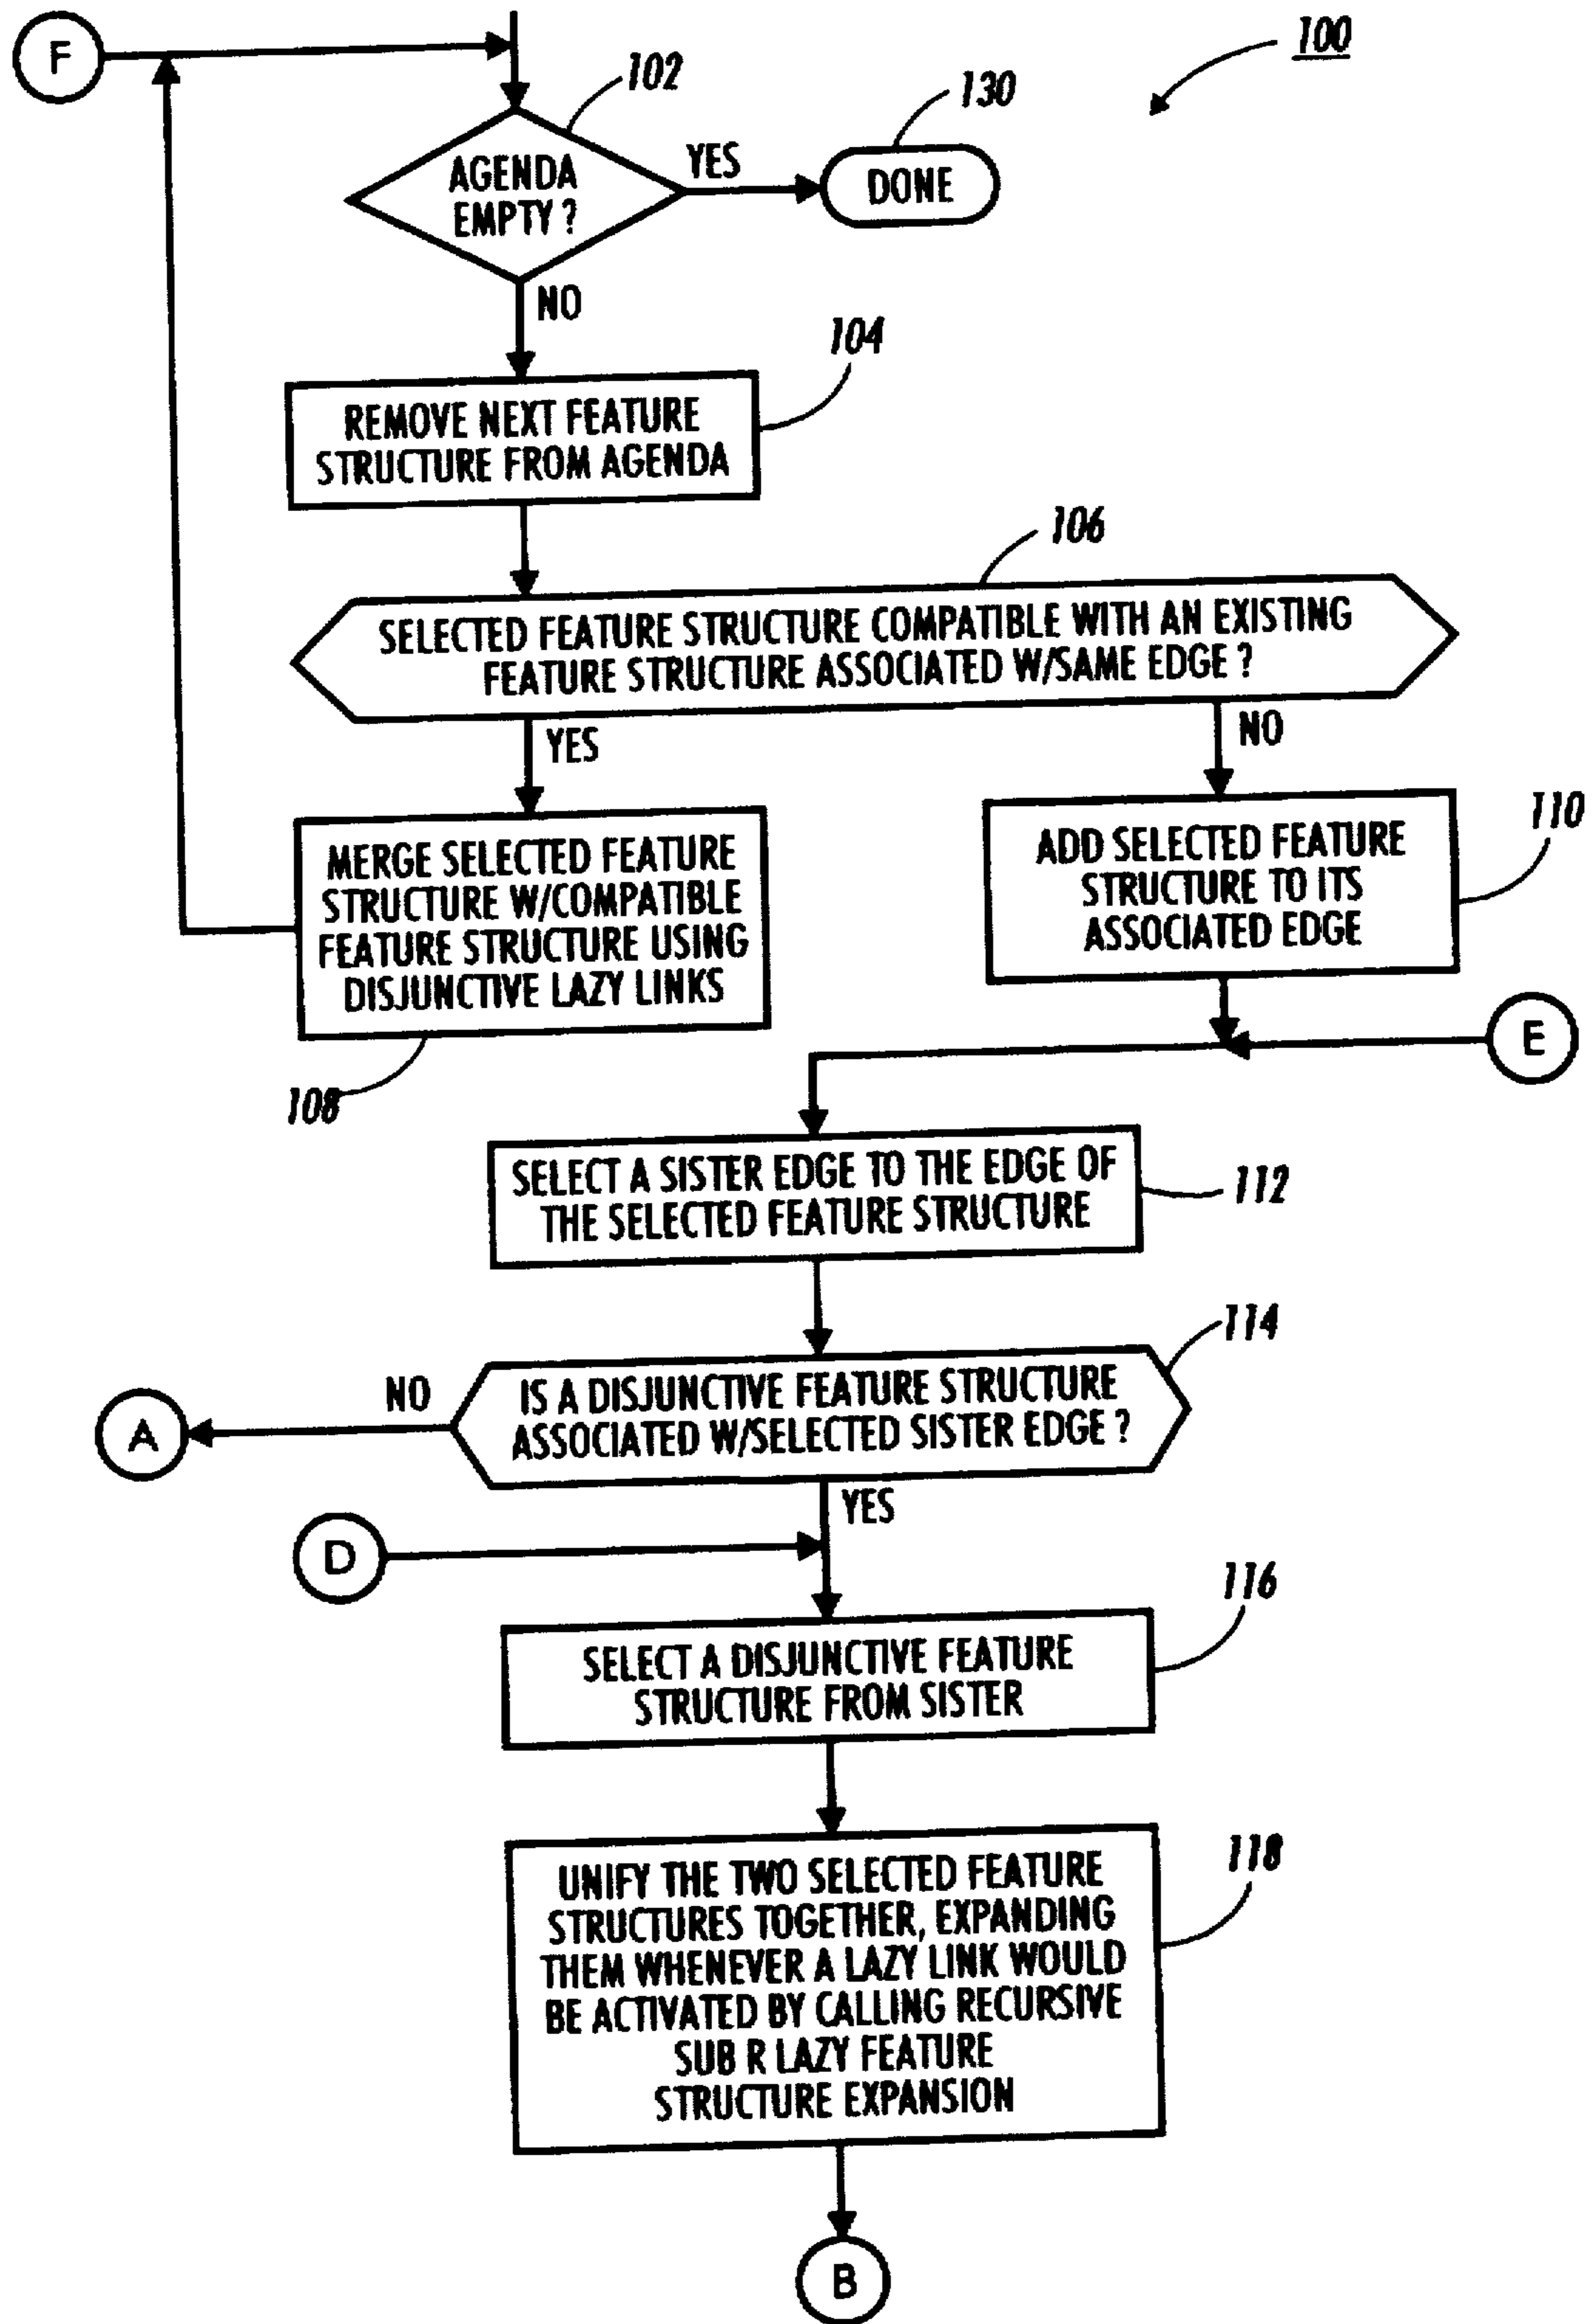 F
100
102
130
AGENDA
EMPTY ?
YES
DONE
NO
104
REMOVE NEXT FEATURE
STRUCTURE FROM AGENDA
106
SELECTED FEATURE STRUCTURE COMPATIBLE WITH AN EXISTING
FEATURE STRUCTURE ASSOCIATED W/SAME EDGE ?
YES
NO
MERGE SELECTED FEATURE
STRUCTURE W/COMPATIBLE
FEATURE STRUCTURE USING
DISJUNCTIVE LAZY LINKS
108
110
ADD SELECTED FEATURE
STRUCTURE TO ITS
ASSOCIATED EDGE
E
SELECT A SISTER EDGE TO THE EDGE OF
THE SELECTED FEATURE STRUCTURE
112
114
IS A DISJUNCTIVE FEATURE STRUCTURE
ASSOCIATED W/SELECTED SISTER EDGE ?
NO
A
YES
D
116
SELECT A DISJUNCTIVE FEATURE
STRUCTURE FROM SISTER
118
UNIFY THE TWO SELECTED FEATURE
STRUCTURES TOGETHER, EXPANDING
THEM WHENEVER A LAZY LINK WOULD
BE ACTIVATED BY CALLING RECURSIVE
SUB R LAZY FEATURE
STRUCTURE EXPANSION
B